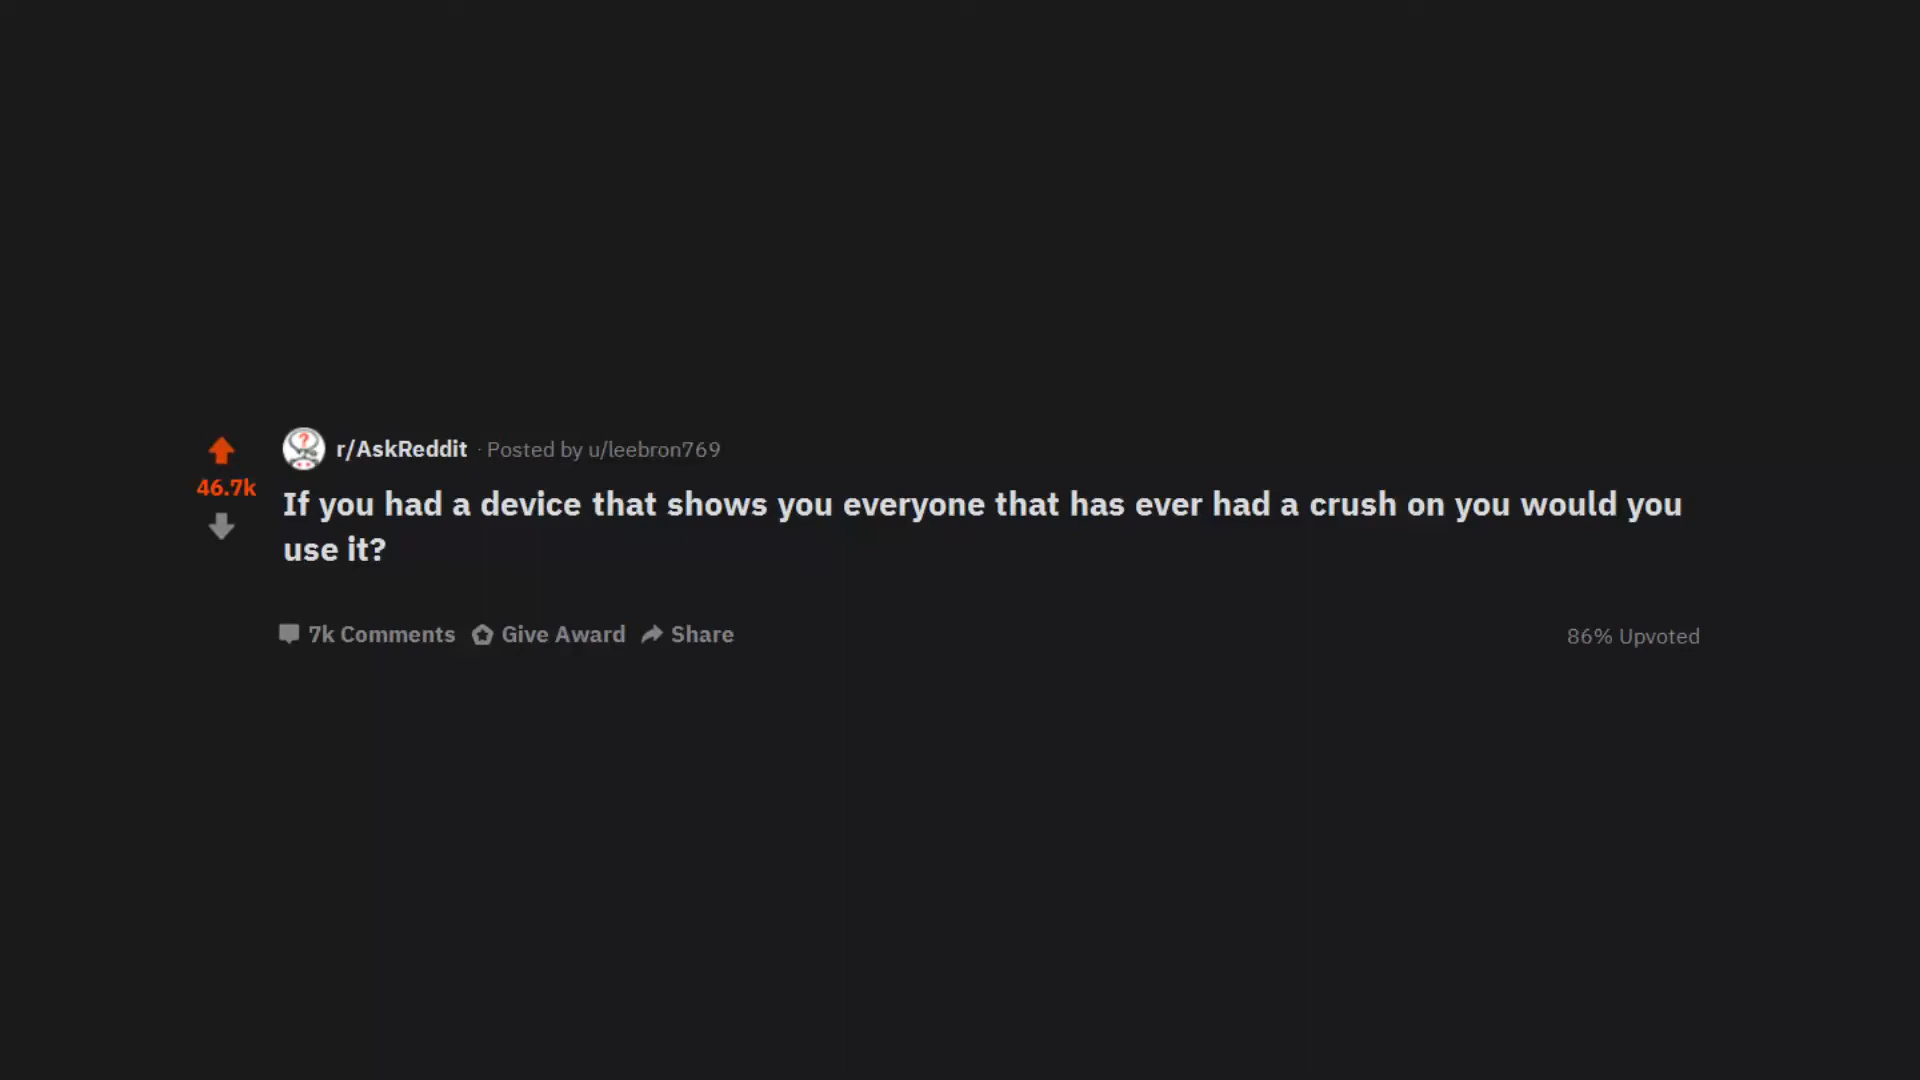 r/AskReddit · Posted by u/leebron769
46.7k
If you had a device that shows you everyone that has ever had a crush on you would you
use it?
7k Comments Give Award Share
86% Upvoted